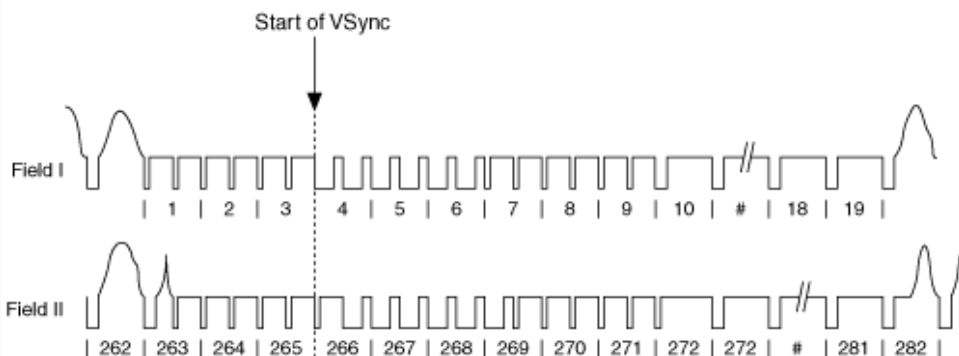 Start of VSync
Field I
| 1 | 2 | 3 | 4 | 5 | 6 | 7 | 8 | 9 | 10 | # | 18 | 19 |
Field II
| 262 | 263 | 264 | 265 | 266 | 267 | 268 | 269 | 270 | 271 | 272 | 272 | # | 281 | 282 |